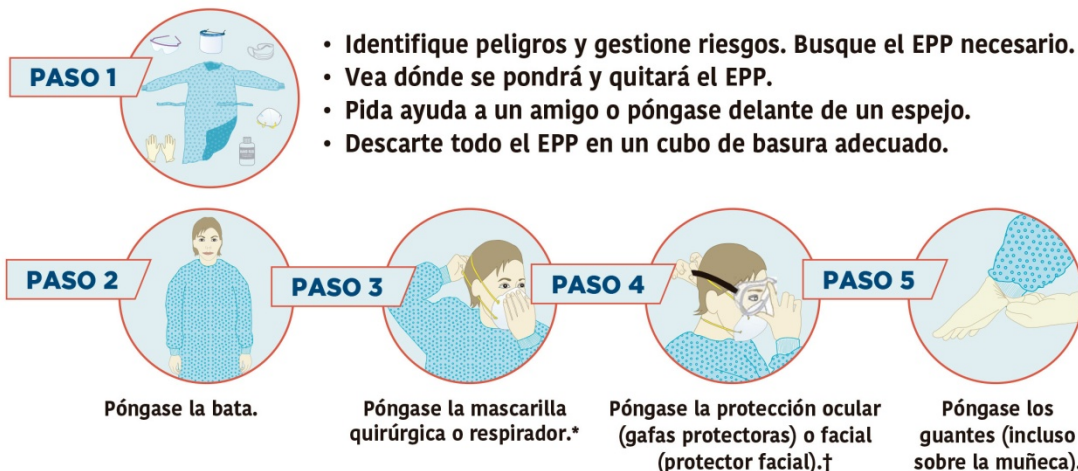 PASO 1
• Identifique peligros y gestione riesgos. Busque el EPP necesario.
• Vea dónde se pondrá y quitará el EPP.
• Pida ayuda a un amigo o póngase delante de un espejo.
• Descarte todo el EPP en un cubo de basura adecuado.
PASO 2
Póngase la bata.
PASO 3
Póngase la mascarilla
quirúrgica o respirador.*
PASO 4
Póngase la protección ocular
(gafas protectoras) o facial
(protector facial).†
PASO 5
Póngase los
guantes (incluso
sobre la muñeca)